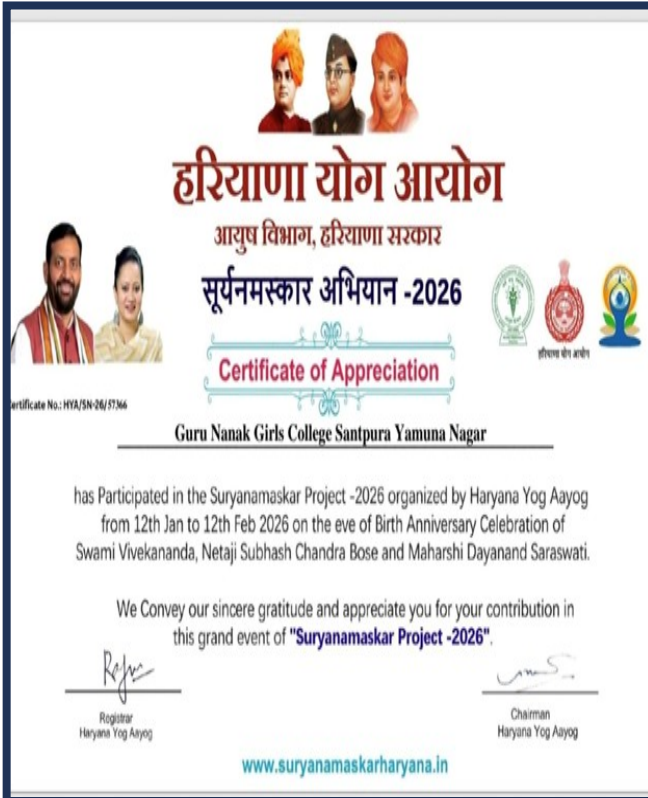 हरियाणा योग आयोग
आयुष विभाग, हरियाणा सरकार
सूर्यनमस्कार अभियान -2026
हरियाणा योग आयोग
Certificate of Appreciation
ertificate No.: HYA/SN-26/57366
Guru Nanak Girls College Santpura Yamuna Nagar
has Participated in the Suryanamaskar Project -2026 organized by Haryana Yog Aayog
from 12th Jan to 12th Feb 2026 on the eve of Birth Anniversary Celebration of
Swami Vivekananda, Netaji Subhash Chandra Bose and Maharshi Dayanand Saraswati.
We Convey our sincere gratitude and appreciate you for your contribution in
this grand event of "Suryanamaskar Project -2026".
Registrar
Haryana Yog Aayog
Chairman
Haryana Yog Aayog
www.suryanamaskarharyana.in